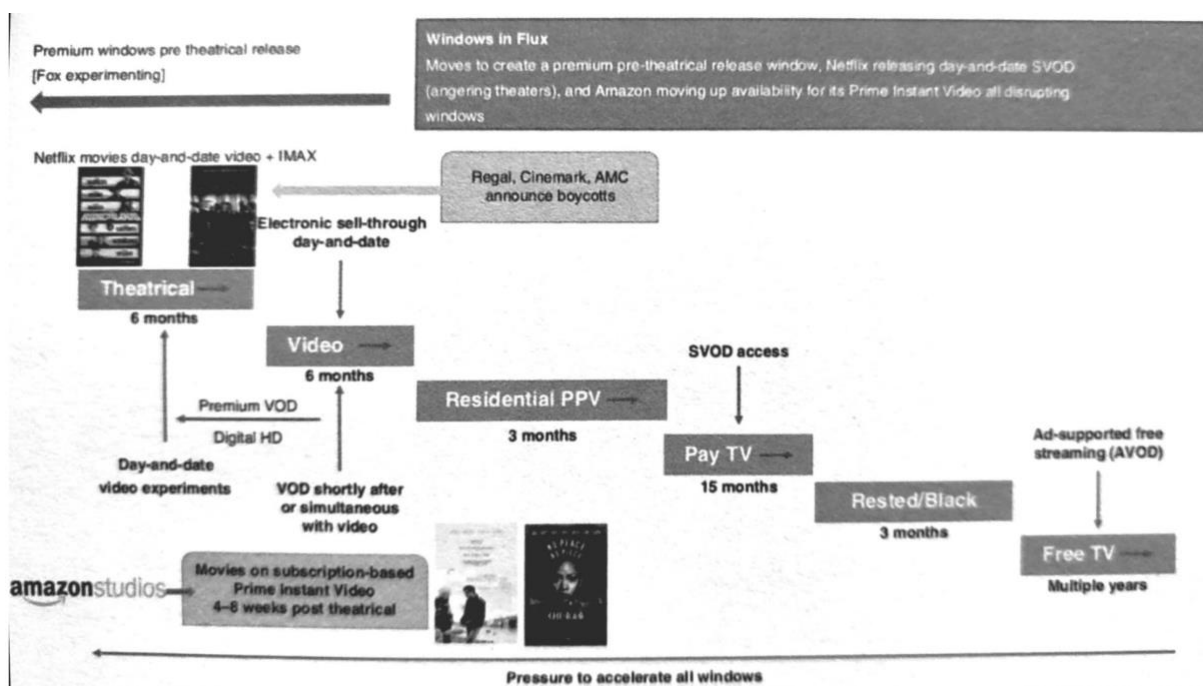 Premium windows pre theatrical release
[Fox experimenting]
Windows in Flux
Moves to create a premium pre-theatrical release window, Netflix releasing day-and-date SVOD
(angering theaters), and Amazon moving up availability for its Prime Instant Video all disrupting
windows
Netflix movies day-and-date video + IMAX
Regal, Cinemark, AMC
announce boycotts
Electronic sell-through
day-and-date
Theatrical
6 months
Video
6 months
SVOD access
Residential PPV
3 months
Premium VOD
Digital HD
Pay TV
15 months
Ad-supported free
streaming (AVOD)
Day-and-date
video experiments
VOD shortly after
or simultaneous
with video
Rested/Black
3 months
Free TV
Multiple years
amazonstudios
Movies on subscription-based
Prime Instant Video
4–8 weeks post theatrical
CHI-RAQ
Pressure to accelerate all windows